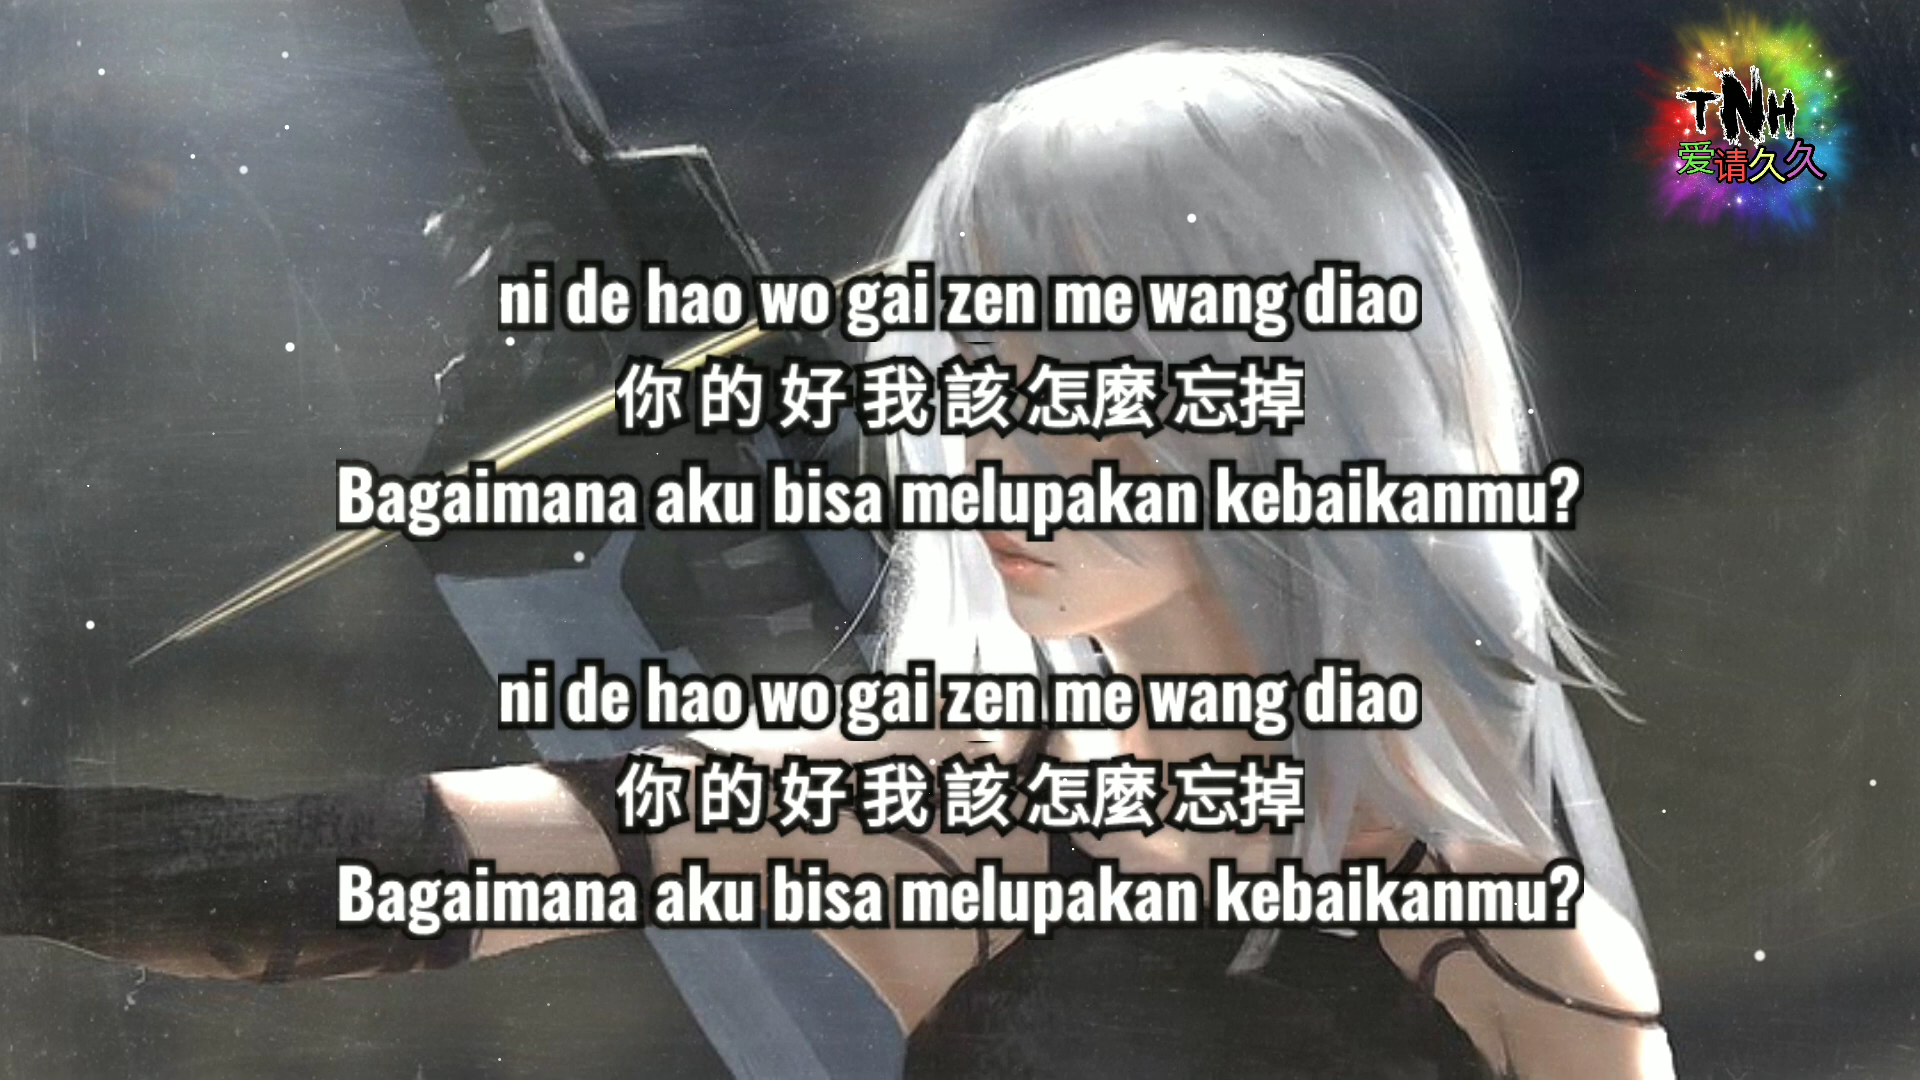 TNH
爱请久久
ni de hao wo gai zen me wang diao
你 的 好 我 該 怎麼 忘掉
Bagaimana aku bisa melupakan kebaikanmu?
ni de hao wo gai zen me wang diao
你 的 好 我 該 怎麼 忘掉
Bagaimana aku bisa melupakan kebaikanmu?